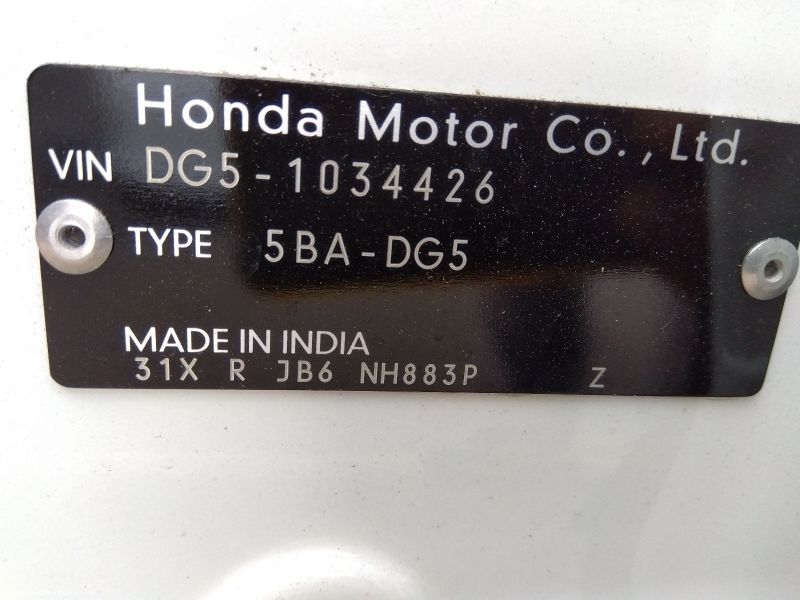 Honda Motor Co., Ltd.
VIN DG5-1034426
TYPE 5BA-DG5
MADE IN INDIA
31X R JB6 NH883P Z